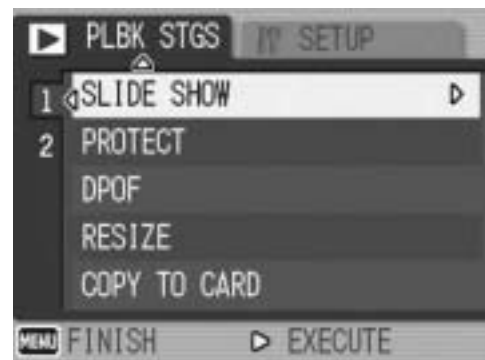 PLBK STGS SETUP
1 SLIDE SHOW
2 PROTECT
DPOF
RESIZE
COPY TO CARD
MENU FINISH EXECUTE